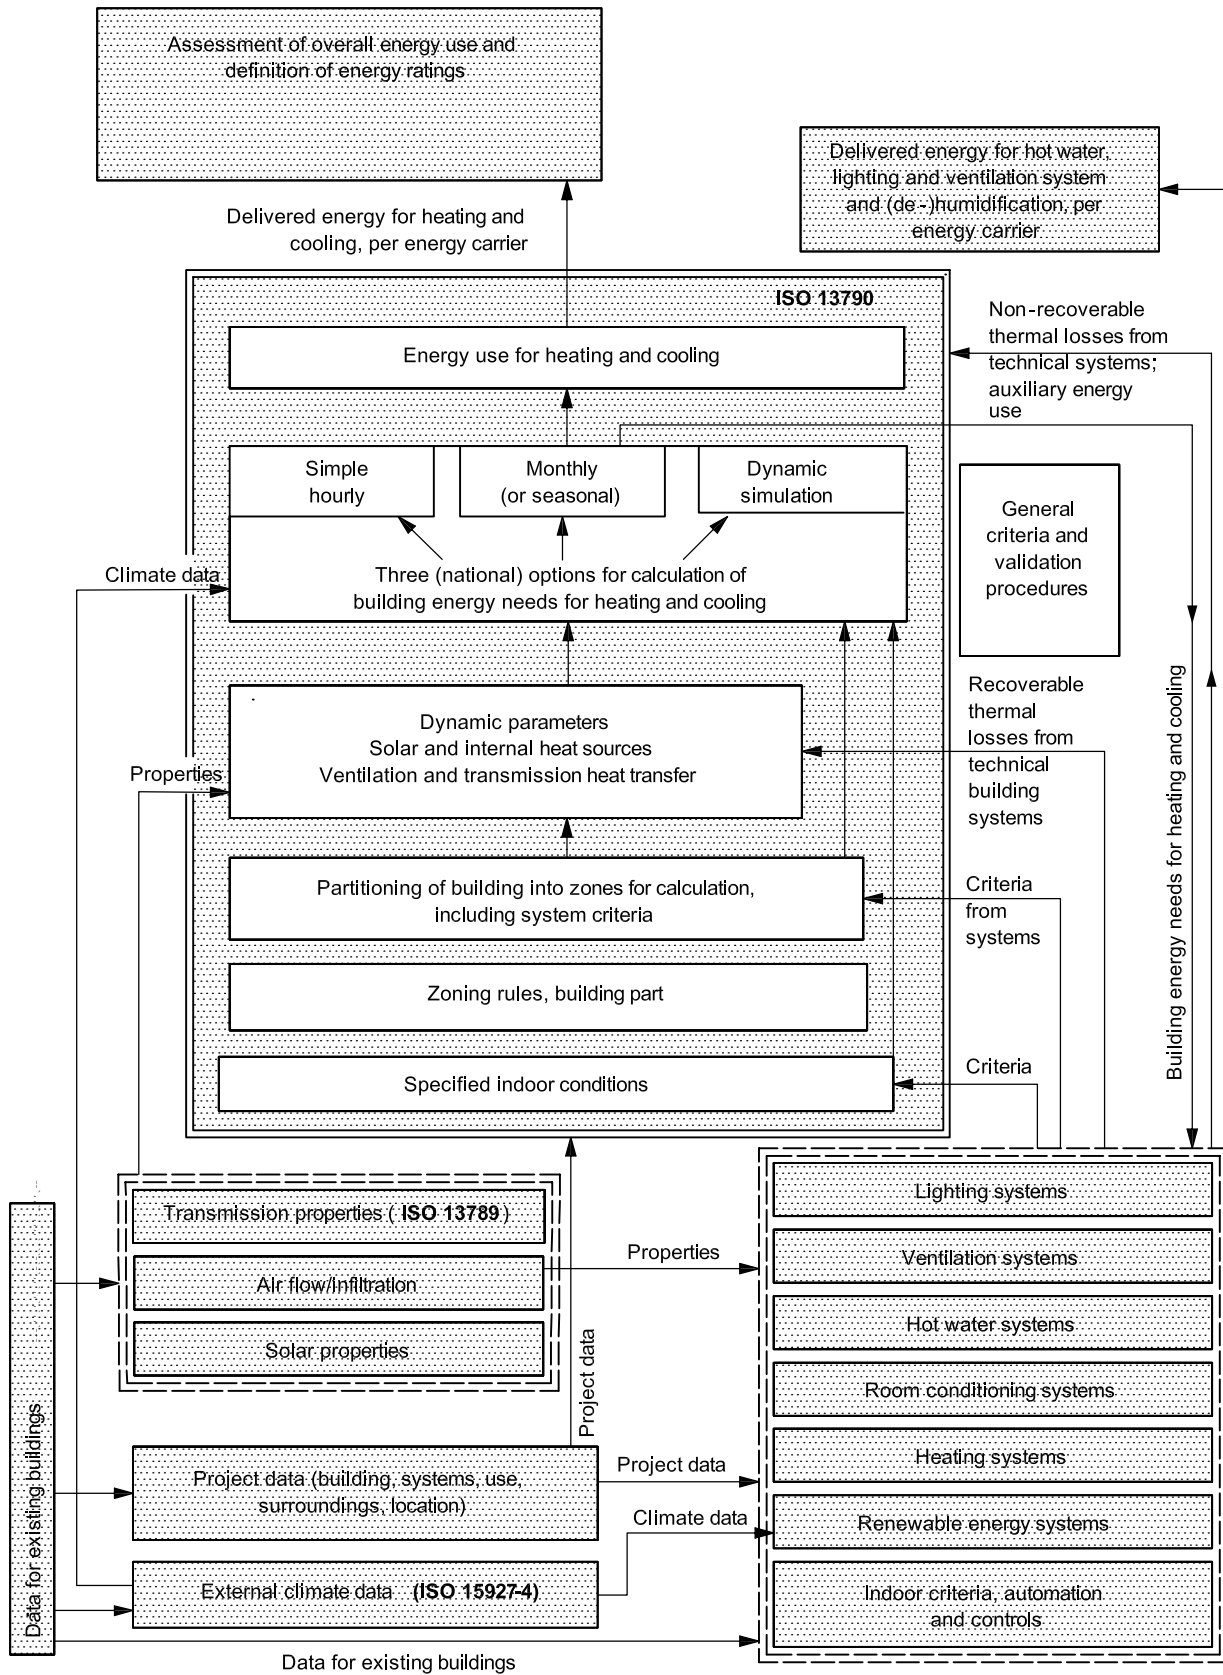 Assessment of overall energy use and
definition of energy ratings
Delivered energy for hot water,
lighting and ventilation system
and (de-)humidification, per
energy carrier
Delivered energy for heating and
cooling, per energy carrier
ISO 13790
Non-recoverable
thermal losses from
technical systems;
auxiliary energy
use
Energy use for heating and cooling
Simple
hourly
Monthly
(or seasonal)
Dynamic
simulation
General
criteria and
validation
procedures
Climate data
Three (national) options for calculation of
building energy needs for heating and cooling
Building energy needs for heating and cooling
Recoverable
thermal
losses from
technical
building
systems
Dynamic parameters
Solar and internal heat sources
Ventilation and transmission heat transfer
Properties
Partitioning of building into zones for calculation,
including system criteria
Criteria
from
systems
Zoning rules, building part
Specified indoor conditions
Criteria
Transmission properties ( ISO 13789 )
Air flow/infiltration
Solar properties
Properties
Project data
Lighting systems
Ventilation systems
Hot water systems
Room conditioning systems
Heating systems
Renewable energy systems
Indoor criteria, automation
and controls
Data for existing buildings
Project data (building, systems, use,
surroundings, location)
Project data
Climate data
External climate data (ISO 15927-4)
Data for existing buildings